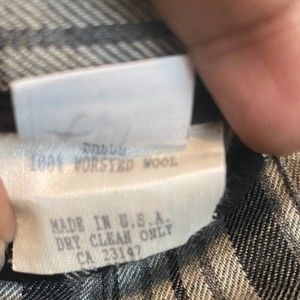 100% WORSTED WOOL
MADE IN U.S.A.
DRY CLEAN ONLY
CA 23147